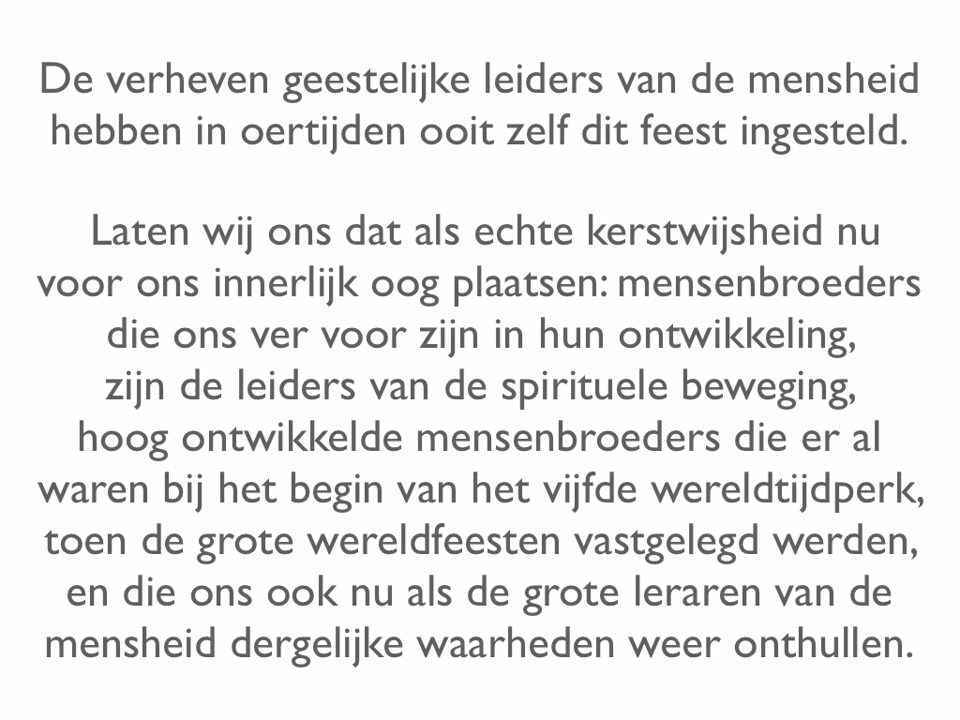 De verheven geestelijke leiders van de mensheid
hebben in oertijden ooit zelf dit feest ingesteld.
Laten wij ons dat als echte kerstwijsheid nu
voor ons innerlijk oog plaatsen: mensenbroeders
die ons ver voor zijn in hun ontwikkeling,
zijn de leiders van de spirituele beweging,
hoog ontwikkelde mensenbroeders die er al
waren bij het begin van het vijfde wereldtijdperk,
toen de grote wereldfeesten vastgelegd werden,
en die ons ook nu als de grote leraren van de
mensheid dergelijke waarheden weer onthullen.